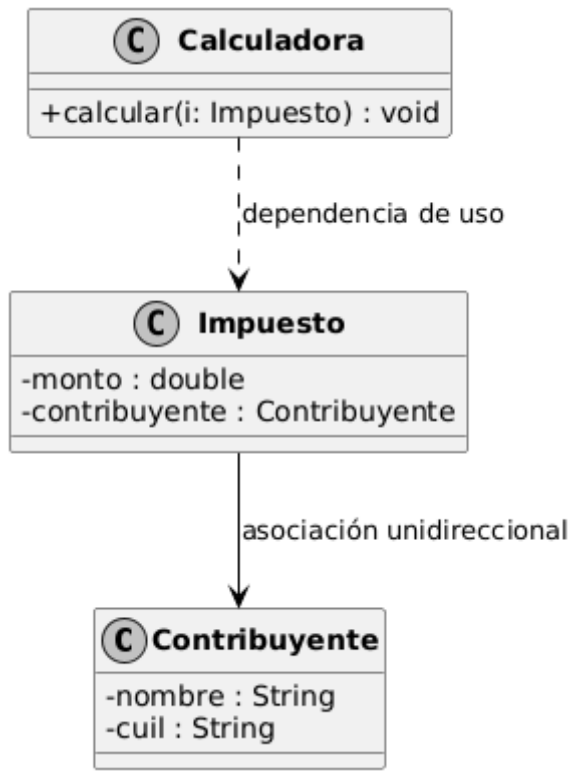 C Calculadora
+calcular(i: Impuesto) : void
dependencia de uso
C Impuesto
-monto : double
-contribuyente : Contribuyente
asociación unidireccional
C Contribuyente
-nombre : String
-cuil : String